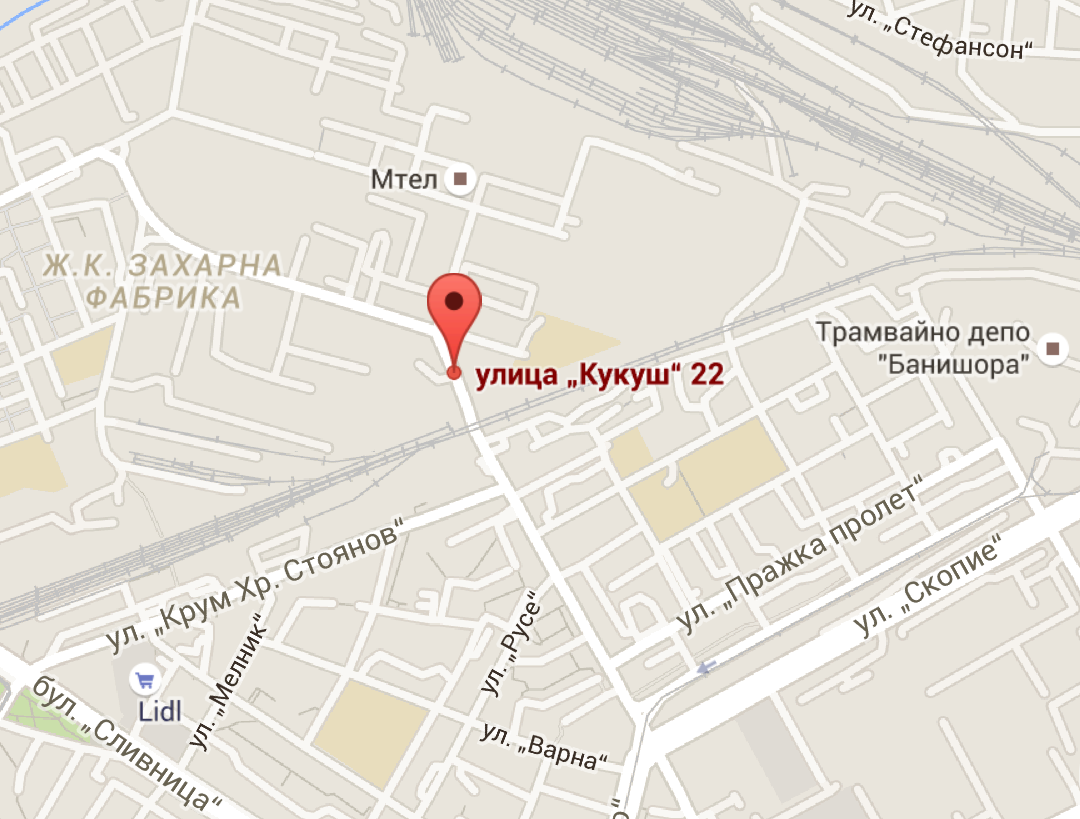 ул. „Стефансон“
Мтел
Ж.К. ЗАХАРНА
ФАБРИКА
улица „Кукуш“ 22
Трамвайно депо
"Банишора"
ул. „Пражка пролет“
ул. „Крум Хр. Стоянов“
ул. „Скопие“
ул. „Русе“
ул. „Мелник“
Lidl
бул. „Сливница“
ул. „Варна“